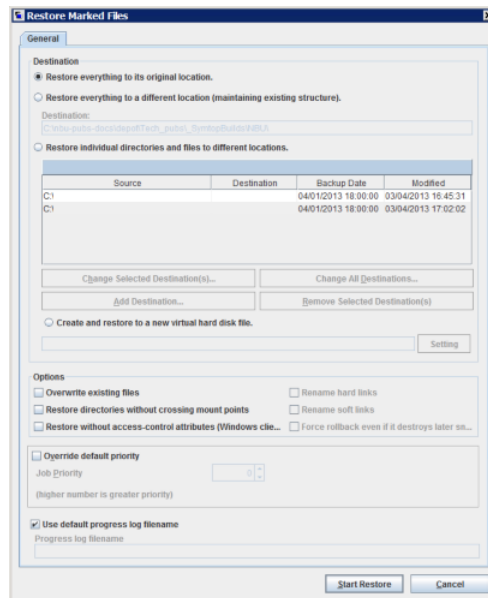 Restore Marked Files
General
Destination
Restore everything to its original location.
Restore everything to a different location (maintaining existing structure).
Destination:
Restore individual directories and files to different locations.
Source Destination Backup Date Modified
C:\ 04/01/2013 18:00:00 03/04/2013 16:45:31
C:\ 04/01/2013 18:00:00 03/04/2013 17:02:02
Change Selected Destination(s)... Change All Destinations...
Add Destination... Remove Selected Destination(s)
Create and restore to a new virtual hard disk file.
Setting
Options
Overwrite existing files Rename hard links
Restore directories without crossing mount points Rename soft links
Restore without access-control attributes (Windows clie... Force rollback even if it destroys later sn...
Override default priority
Job Priority 0
(higher number is greater priority)
Use default progress log filename
Progress log filename
Start Restore Cancel